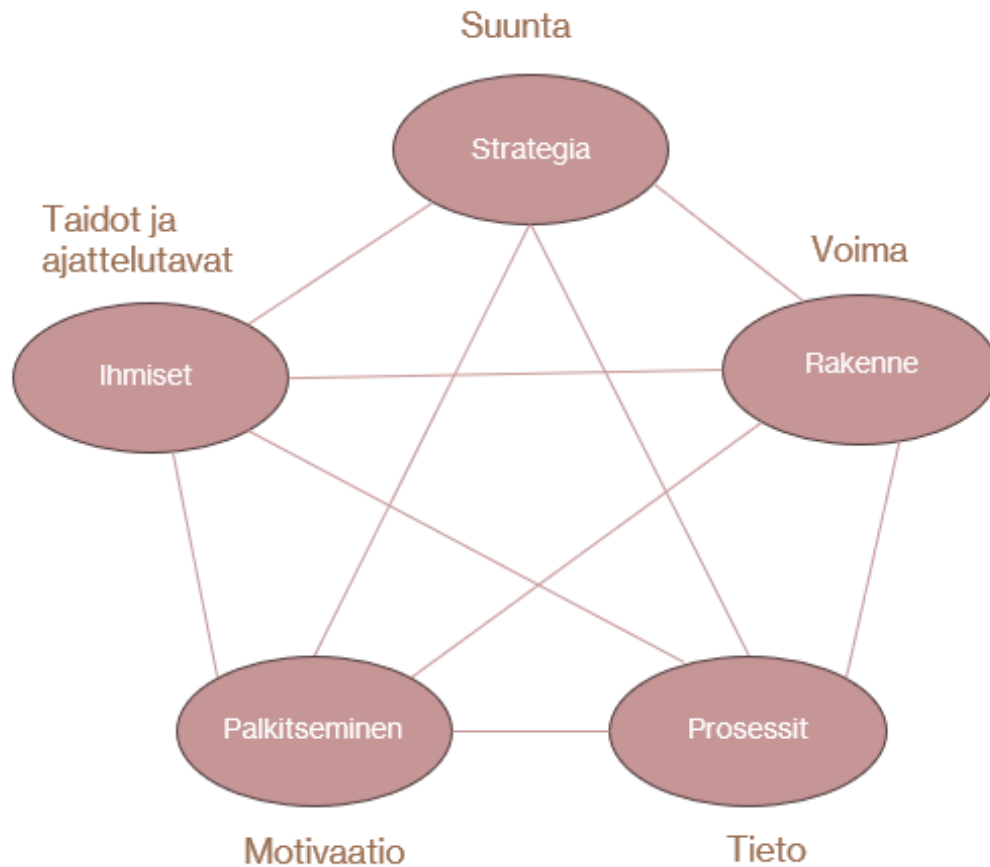 Suunta
Strategia
Taidot ja
ajattelutavat
Voima
Ihmiset
Rakenne
Palkitseminen
Prosessit
Motivaatio
Tieto